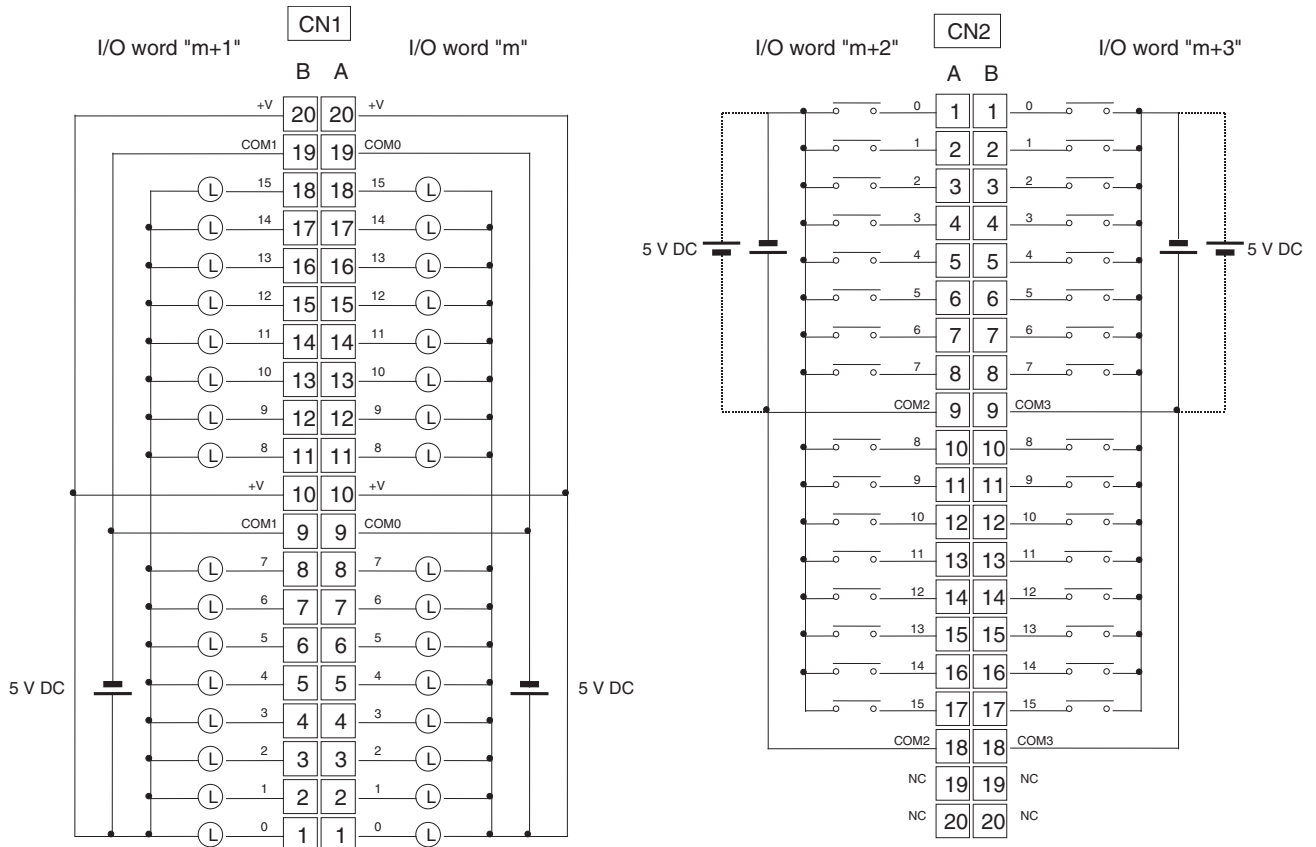 CN1
I/O word "m+1" I/O word "m"
B A
+V 20 20 +V
COM1 19 19 COM0
L 15 18 18 15 L
L 14 17 17 14 L
L 13 16 16 13 L
L 12 15 15 12 L
L 11 14 14 11 L
L 10 13 13 10 L
L 9 12 12 9 L
L 8 11 11 8 L
+V 10 10 +V
COM1 9 9 COM0
L 7 8 8 7 L
L 6 7 7 6 L
L 5 6 6 5 L
5 V DC L 4 5 5 4 L 5 V DC
L 3 4 4 3 L
L 2 3 3 2 L
L 1 2 2 1 L
L 0 1 1 0 L
CN2
I/O word "m+2" I/O word "m+3"
A B
0 1 1 0
1 2 2 1
2 3 3 2
3 4 4 3
5 V DC 4 5 5 4 5 V DC
5 6 6 5
6 7 7 6
7 8 8 7
COM2 9 9 COM3
8 10 10 8
9 11 11 9
10 12 12 10
11 13 13 11
12 14 14 12
13 15 15 13
14 16 16 14
15 17 17 15
COM2 18 18 COM3
NC 19 19 NC
NC 20 20 NC